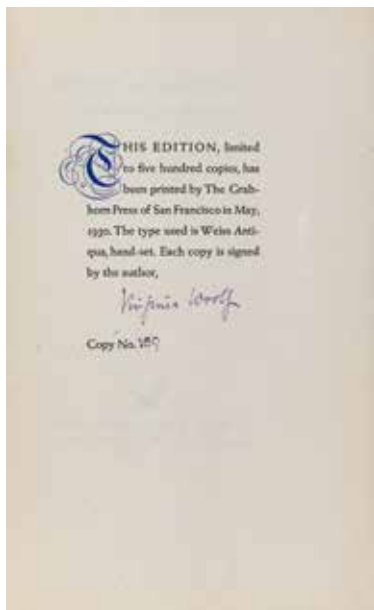 THIS EDITION, limited
to five hundred copies, has
been printed by The Grab-
horn Press of San Francisco in May,
1930. The type used is Weiss Anti-
qua, hand-set. Each copy is signed
by the author,
Virginia Woolf
Copy No.